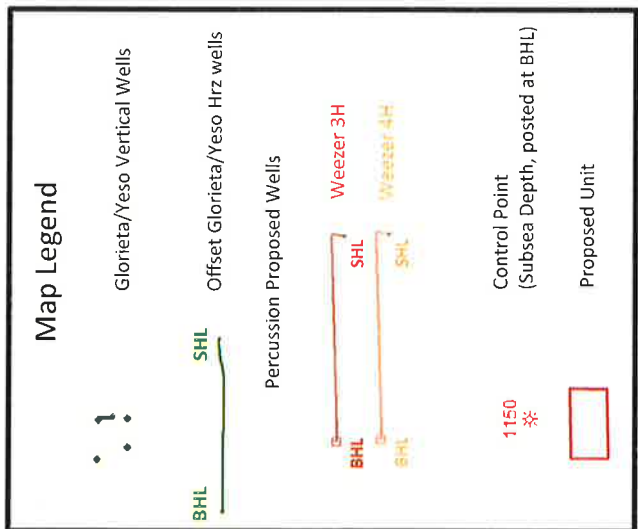 Map Legend
Glorieta/Yeso Vertical Wells
BHL
SHL
Offset Glorieta/Yeso Hrz wells
Percussion Proposed Wells
BHL
SHL
Weezer 3H
BHL
SHL
Weezer 4H
1150
Control Point
(Subsea Depth, posted at BHL)
Proposed Unit